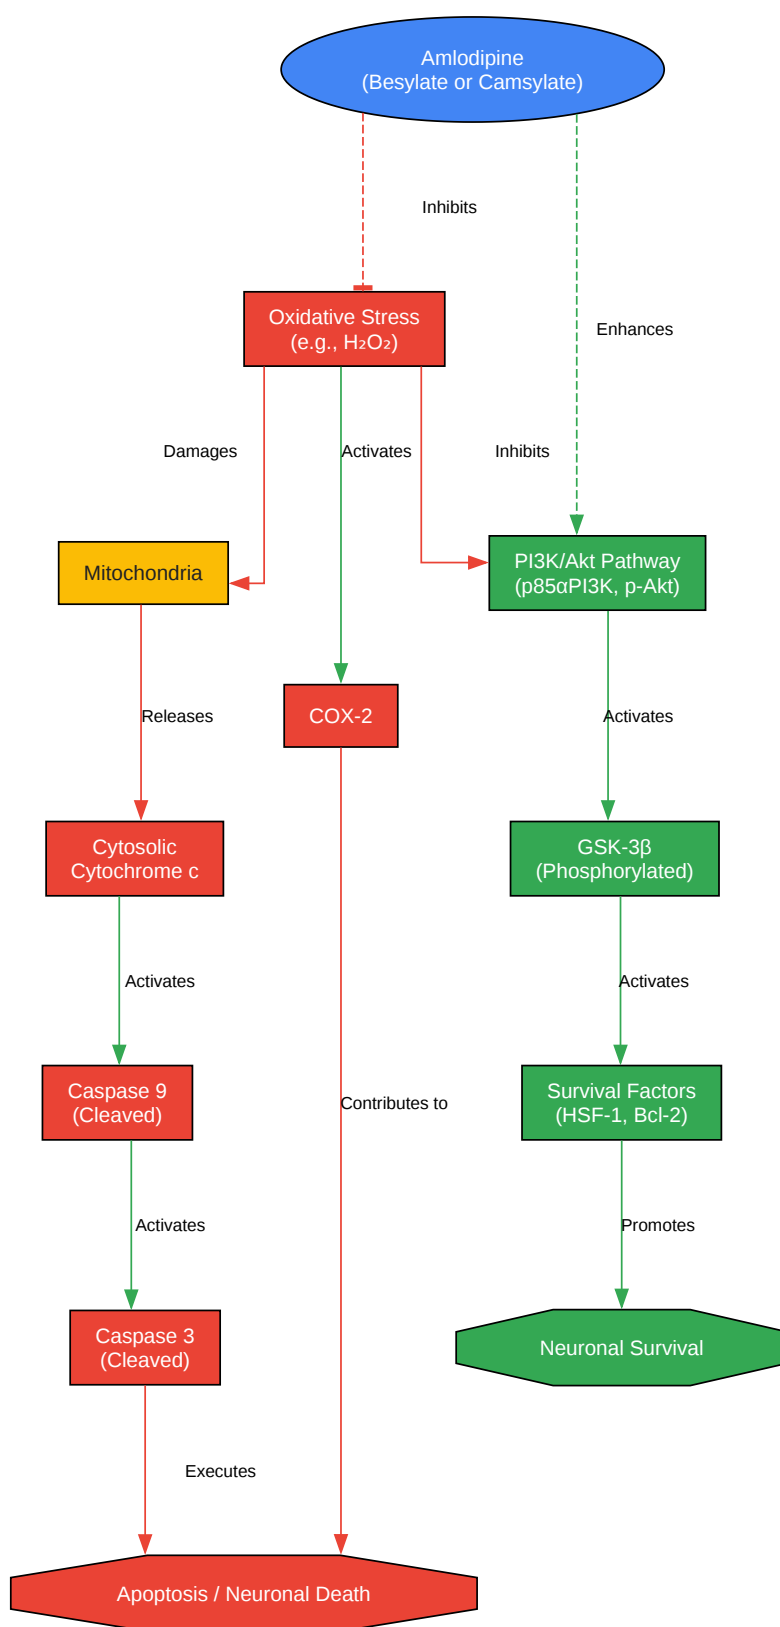 Amlodipine
(Besylate or Camsylate)
Inhibits
Oxidative Stress
(e.g., H₂O₂)
Enhances
Damages
Activates
Inhibits
Mitochondria
PI3K/Akt Pathway
(p85αPI3K, p-Akt)
COX-2
Releases
Activates
Cytosolic
Cytochrome c
GSK-3β
(Phosphorylated)
Activates
Activates
Caspase 9
(Cleaved)
Contributes to
Survival Factors
(HSF-1, Bcl-2)
Activates
Promotes
Caspase 3
(Cleaved)
Neuronal Survival
Executes
Apoptosis / Neuronal Death